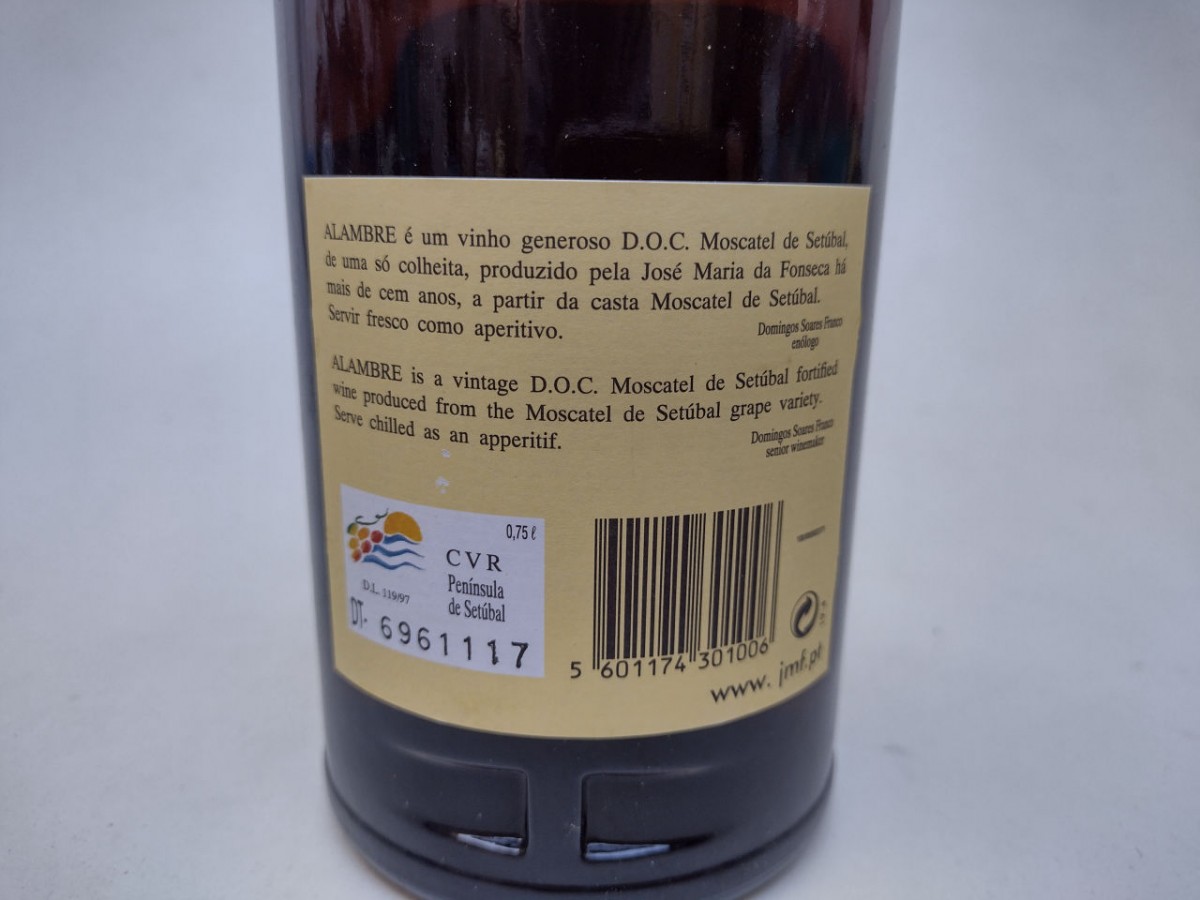 ALAMBRE é um vinho generoso D.O.C. Moscatel de Setúbal,
de uma só colheita, produzido pela José Maria da Fonseca há
mais de cem anos, a partir da casta Moscatel de Setúbal.
Servir fresco como aperitivo.
Domingos Soares Franco
enólogo
ALAMBRE is a vintage D.O.C. Moscatel de Setúbal fortified
wine produced from the Moscatel de Setúbal grape variety.
Serve chilled as an apperitif.
Domingos Soares Franco
senior winemaker
0,75 ℓ
CVR
Península
de Setúbal
D.L. 119/97
DT- 6961117
5 601174 301006
www.jmf.pt